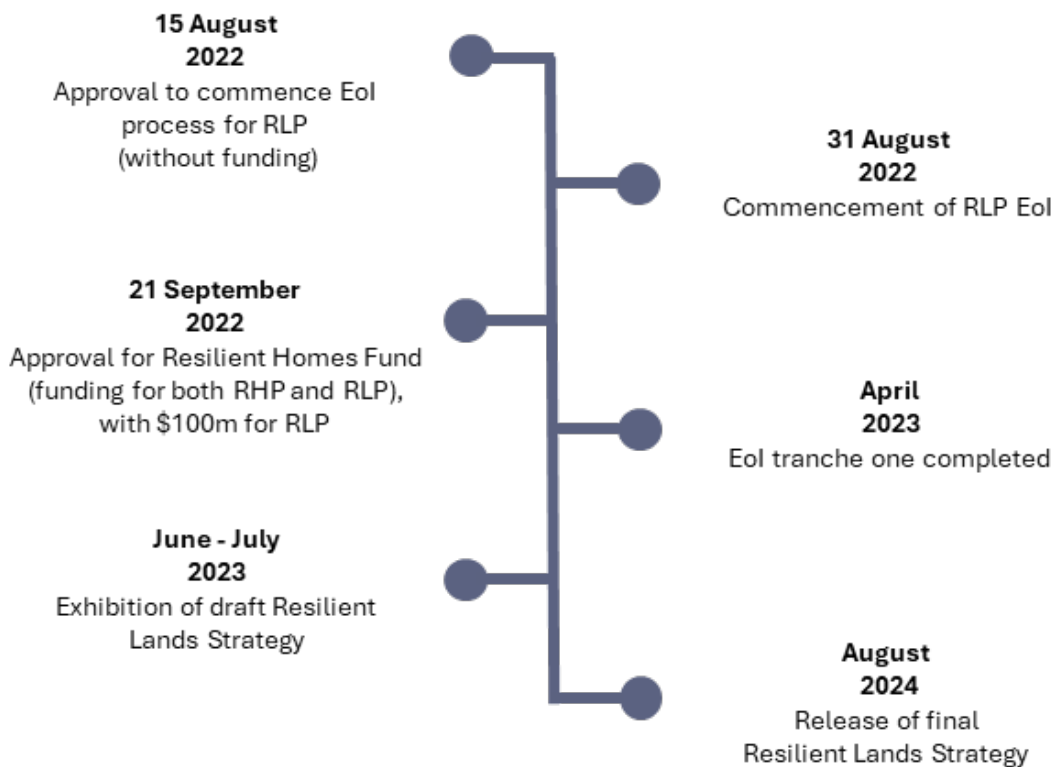 15 August
2022
Approval to commence EoI
process for RLP
(without funding)
31 August
2022
Commencement of RLP EoI
21 September
2022
Approval for Resilient Homes Fund
(funding for both RHP and RLP),
with $100m for RLP
April
2023
EoI tranche one completed
June - July
2023
Exhibition of draft Resilient
Lands Strategy
August
2024
Release of final
Resilient Lands Strategy